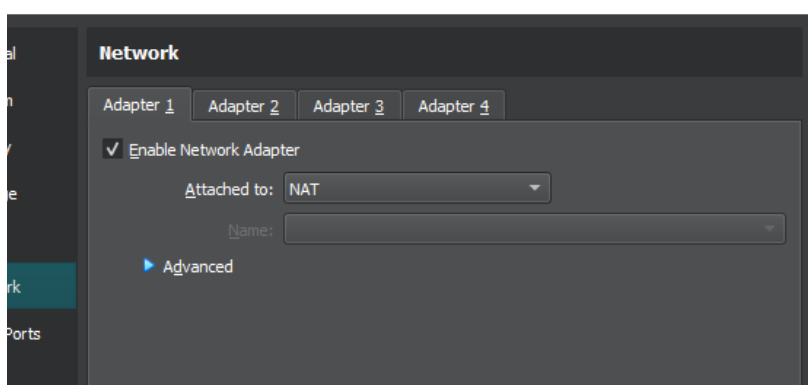 Network
Adapter 1 Adapter 2 Adapter 3 Adapter 4
Enable Network Adapter
Attached to: NAT
Name:
Advanced
Ports